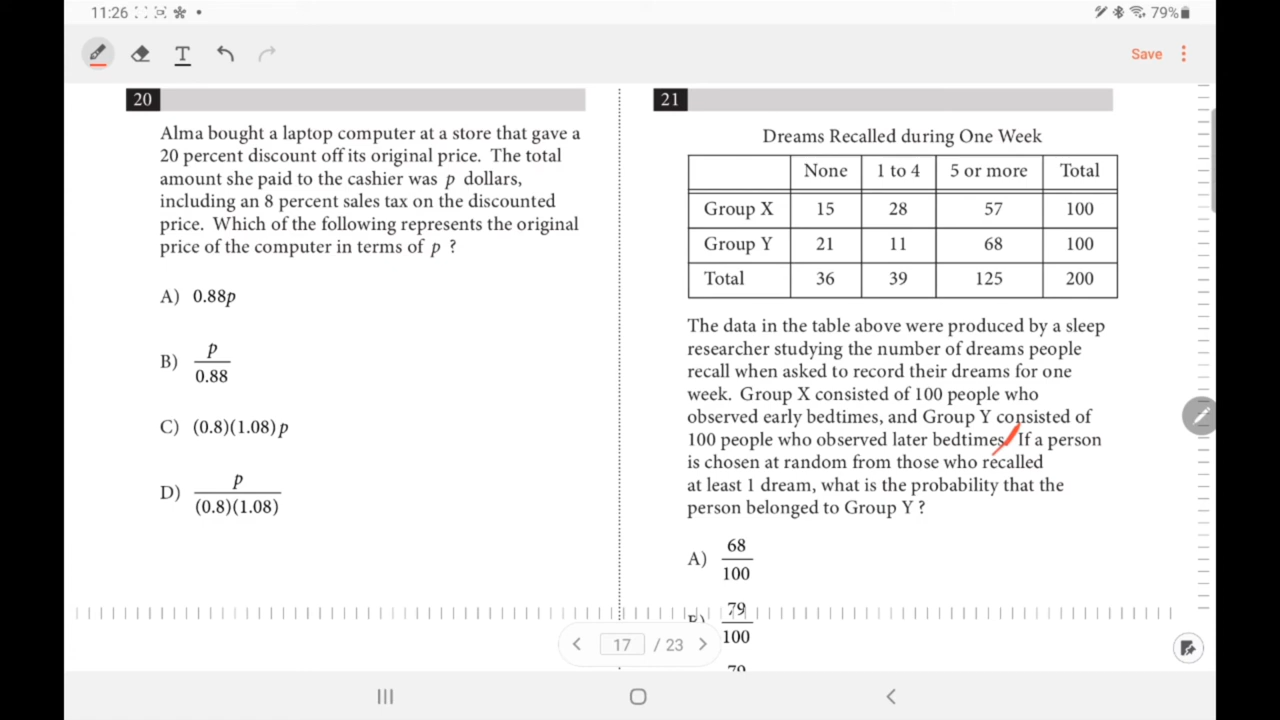 11:26
79%
Save
20
Alma bought a laptop computer at a store that gave a
20 percent discount off its original price. The total
amount she paid to the cashier was p dollars,
including an 8 percent sales tax on the discounted
price. Which of the following represents the original
price of the computer in terms of p ?
A) 0.88p
B) p
0.88
C) (0.8)(1.08) p
D) p
(0.8)(1.08)
21
Dreams Recalled during One Week
None 1 to 4 5 or more Total
Group X 15 28 57 100
Group Y 21 11 68 100
Total 36 39 125 200
The data in the table above were produced by a sleep
researcher studying the number of dreams people
recall when asked to record their dreams for one
week. Group X consisted of 100 people who
observed early bedtimes, and Group Y consisted of
100 people who observed later bedtimes. If a person
is chosen at random from those who recalled
at least 1 dream, what is the probability that the
person belonged to Group Y ?
A) 68
100
79
100
79
17 / 23